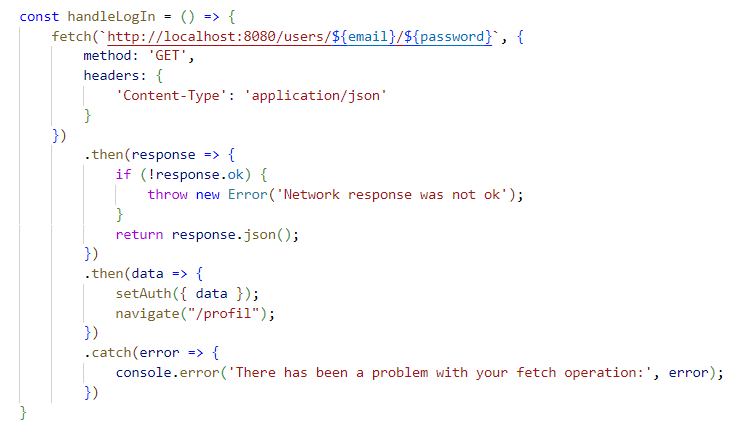 const handleLogIn = () => {
    fetch(`http://localhost:8080/users/${email}/${password}`, {
        method: 'GET',
        headers: {
            'Content-Type': 'application/json'
        }
    })
        .then(response => {
            if (!response.ok) {
                throw new Error('Network response was not ok');
            }
            return response.json();
        })
        .then(data => {
            setAuth({ data });
            navigate("/profil");
        })
        .catch(error => {
            console.error('There has been a problem with your fetch operation:', error);
        })
}